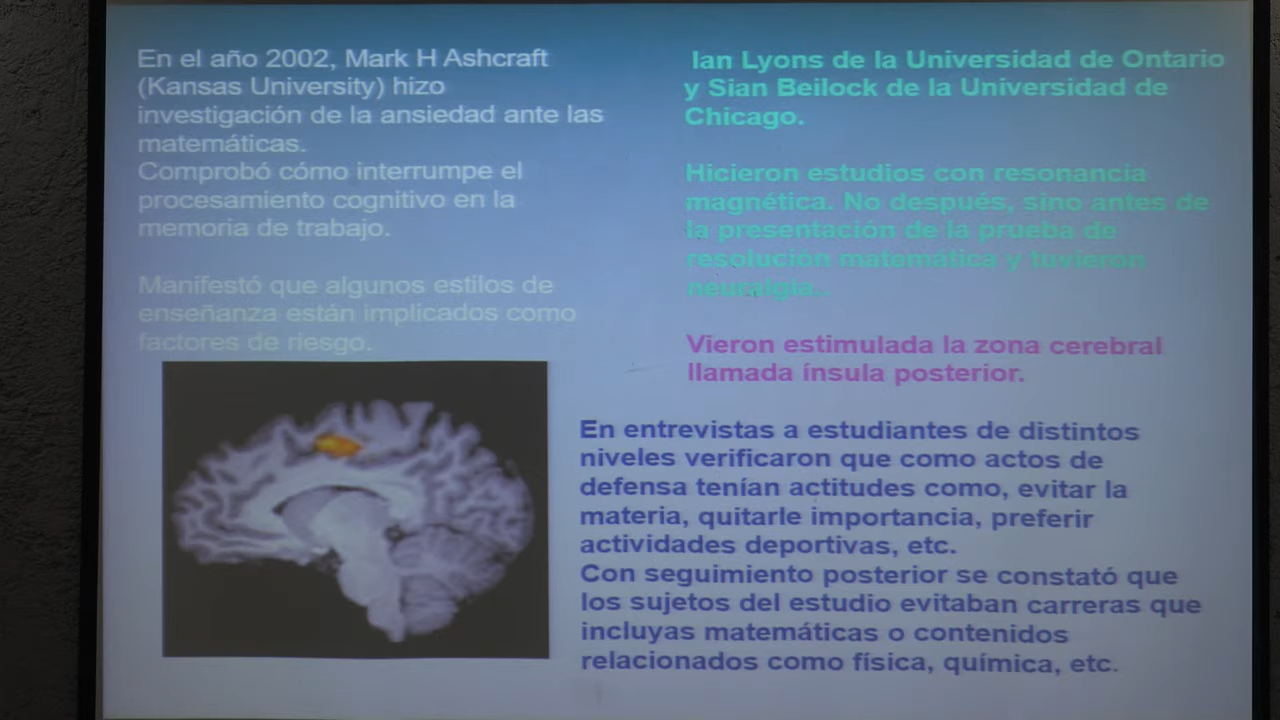 En el año 2002, Mark H Ashcraft
(Kansas University) hizo
investigación de la ansiedad ante las
matemáticas.
Comprobó cómo interrumpe el
procesamiento cognitivo en la
memoria de trabajo.
Manifestó que algunos estilos de
enseñanza están implicados como
factores de riesgo.
Ian Lyons de la Universidad de Ontario
y Sian Beilock de la Universidad de
Chicago.
Hicieron estudios con resonancia
magnética. No después, sino antes de
la presentación de la prueba de
resolución matemática y tuvieron
neuralgia..
Vieron estimulada la zona cerebral
llamada ínsula posterior.
En entrevistas a estudiantes de distintos
niveles verificaron que como actos de
defensa tenían actitudes como, evitar la
materia, quitarle importancia, preferir
actividades deportivas, etc.
Con seguimiento posterior se constató que
los sujetos del estudio evitaban carreras que
incluyas matemáticas o contenidos
relacionados como física, química, etc.